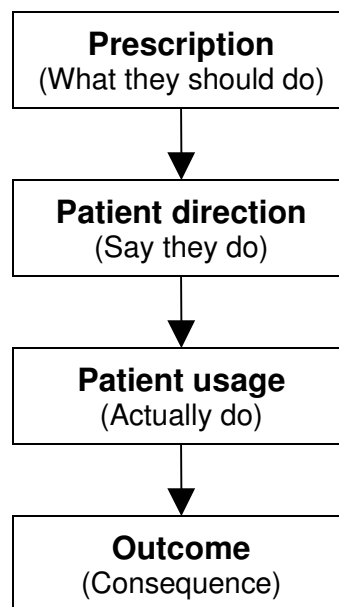 Prescription
(What they should do)
Patient direction
(Say they do)
Patient usage
(Actually do)
Outcome
(Consequence)